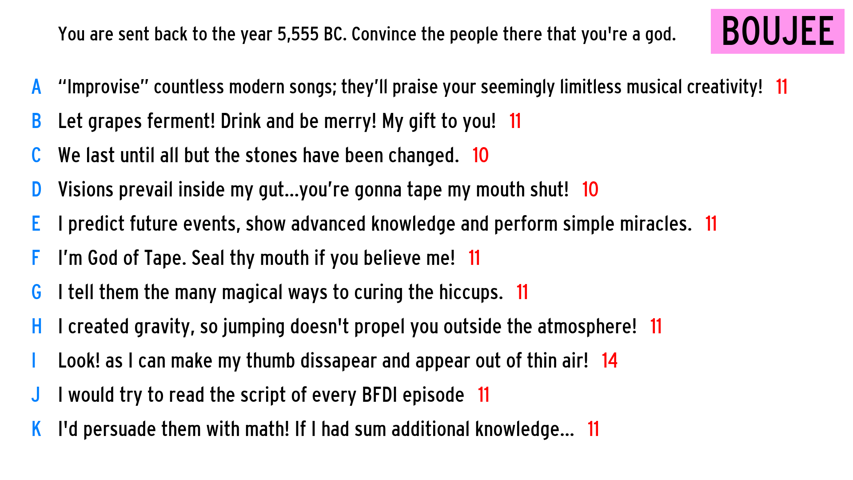 You are sent back to the year 5,555 BC. Convince the people there that you're a god.
BOUJEE
A “Improvise” countless modern songs; they’ll praise your seemingly limitless musical creativity! 11
B Let grapes ferment! Drink and be merry! My gift to you! 11
C We last until all but the stones have been changed. 10
D Visions prevail inside my gut...you’re gonna tape my mouth shut! 10
E I predict future events, show advanced knowledge and perform simple miracles. 11
F I’m God of Tape. Seal thy mouth if you believe me! 11
G I tell them the many magical ways to curing the hiccups. 11
H I created gravity, so jumping doesn't propel you outside the atmosphere! 11
I Look! as I can make my thumb dissapear and appear out of thin air! 14
J I would try to read the script of every BFDI episode 11
K I'd persuade them with math! If I had sum additional knowledge... 11